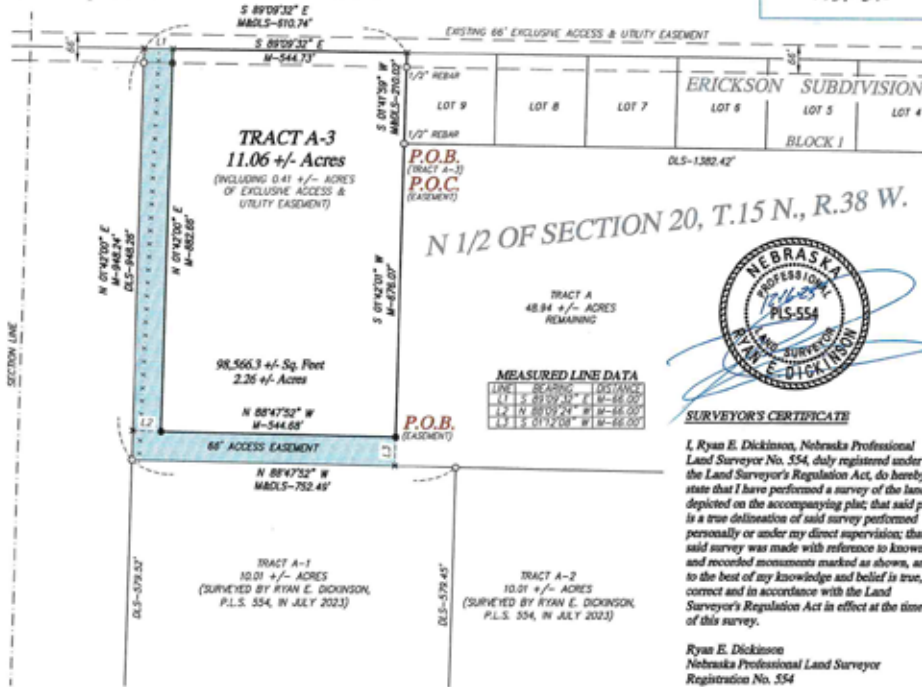 S 89°09'32" E
M&DLS-610.74'
EXISTING 66' EXCLUSIVE ACCESS & UTILITY EASEMENT
66'
L1
S 89°09'32" E
M-544.73'
66'
1/2" REBAR
S 01°41'59" W
M&DLS-210.02'
1/2" REBAR
ERICKSON SUBDIVISION
LOT 9
LOT 8
LOT 7
LOT 6
LOT 5
LOT 4
BLOCK 1
TRACT A-3
11.06 +/- Acres
(INCLUDING 0.41 +/- ACRES
OF EXCLUSIVE ACCESS &
UTILITY EASEMENT)
P.O.B.
(TRACT A-3)
P.O.C.
(EASEMENT)
DLS-1382.42'
N 1/2 OF SECTION 20, T.15 N., R.38 W.
N 01°42'00" E
M-948.24'
DLS-948.26'
N 01°42'00" E
M-882.66'
S 01°42'01" W
M-676.07'
SECTION LINE
TRACT A
48.94 +/- ACRES
REMAINING
NEBRASKA
PROFESSIONAL
PLS-554
LAND SURVEYOR
RYAN E. DICKINSON
98,566.3 +/- Sq. Feet
2.26 +/- Acres
MEASURED LINE DATA
LINE BEARING DISTANCE
L1 S 89°09'32" E M-66.00'
L2 N 88°09'24" W M-66.00'
L3 S 01°12'08" W M-66.00'
N 88°47'52" W
M-544.68'
L2
66' ACCESS EASEMENT
L3
P.O.B.
(EASEMENT)
N 88°47'52" W
M&DLS-752.49'
SURVEYOR'S CERTIFICATE
I, Ryan E. Dickinson, Nebraska Professional
Land Surveyor No. 554, duly registered under
the Land Surveyor's Regulation Act, do hereby
state that I have performed a survey of the land
depicted on the accompanying plat; that said p
is a true delineation of said survey performed
personally or under my direct supervision; tha
said survey was made with reference to known
and recorded monuments marked as shown, an
to the best of my knowledge and belief is true,
correct and in accordance with the Land
Surveyor's Regulation Act in effect at the time
of this survey.
Ryan E. Dickinson
Nebraska Professional Land Surveyor
Registration No. 554
DLS-579.52'
TRACT A-1
10.01 +/- ACRES
(SURVEYED BY RYAN E. DICKINSON,
P.L.S. 554, IN JULY 2023)
DLS-579.45'
TRACT A-2
10.01 +/- ACRES
(SURVEYED BY RYAN E. DICKINSON,
P.L.S. 554, IN JULY 2023)